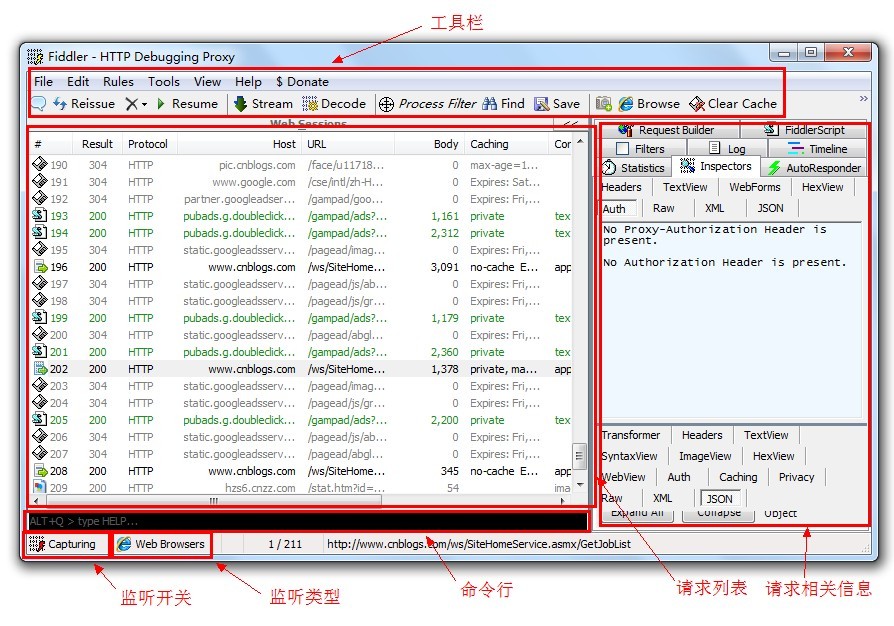 工具栏
Fiddler - HTTP Debugging Proxy
File Edit Rules Tools View Help $ Donate
Reissue Resume Stream Decode Process Filter Find Save Browse Clear Cache »
Web Sessions <<
# Result Protocol Host URL Body Caching Cor
190 304 HTTP pic.cnblogs.com /face/u11718... 0 max-age=1...
191 304 HTTP www.google.com /cse/intl/zh-H... 0 Expires: Sat...
192 304 HTTP partner.googleadser... /gampad/goo... 0 Expires: Fri,...
193 200 HTTP pubads.g.doubleclick... /gampad/ads?... 1,161 private tex
194 200 HTTP pubads.g.doubleclick... /gampad/ads?... 2,312 private tex
195 304 HTTP static.googleadsserv... /pagead/imag... 0 Expires: Fri,...
196 200 HTTP www.cnblogs.com /ws/SiteHome... 3,091 no-cache E... app
197 304 HTTP static.googleadsserv... /pagead/js/ab... 0 Expires: Fri,...
198 304 HTTP static.googleadsserv... /pagead/js/gr... 0 Expires: Fri,...
199 200 HTTP pubads.g.doubleclick... /gampad/ads?... 1,179 private tex
200 304 HTTP static.googleadsserv... /pagead/abgl... 0 Expires: Fri,...
201 200 HTTP pubads.g.doubleclick... /gampad/ads?... 2,360 private tex
202 200 HTTP www.cnblogs.com /ws/SiteHome... 1,378 private, ma... app
203 304 HTTP static.googleadsserv... /pagead/imag... 0 Expires: Fri,...
204 304 HTTP static.googleadsserv... /pagead/js/gr... 0 Expires: Fri,...
205 200 HTTP pubads.g.doubleclick... /gampad/ads?... 2,200 private tex
206 304 HTTP static.googleadsserv... /pagead/js/ab... 0 Expires: Fri,...
207 304 HTTP static.googleadsserv... /pagead/abgl... 0 Expires: Fri,...
208 200 HTTP www.cnblogs.com /ws/SiteHome... 345 no-cache E... app
209 200 HTTP hzs6.cnzz.com /stat.htm?id=... 54 ima
Request Builder FiddlerScript
Filters Log Timeline
Statistics Inspectors AutoResponder
Headers TextView WebForms HexView
Auth Raw XML JSON
No Proxy-Authorization Header is
present.
No Authorization Header is present.
Transformer Headers TextView
SyntaxView ImageView HexView
WebView Auth Caching Privacy
Raw XML JSON
Expand All Collapse Object
ALT+Q > type HELP...
Capturing Web Browsers 1 / 211 http://www.cnblogs.com/ws/SiteHomeService.asmx/GetJobList
监听开关 监听类型 命令行 请求列表 请求相关信息